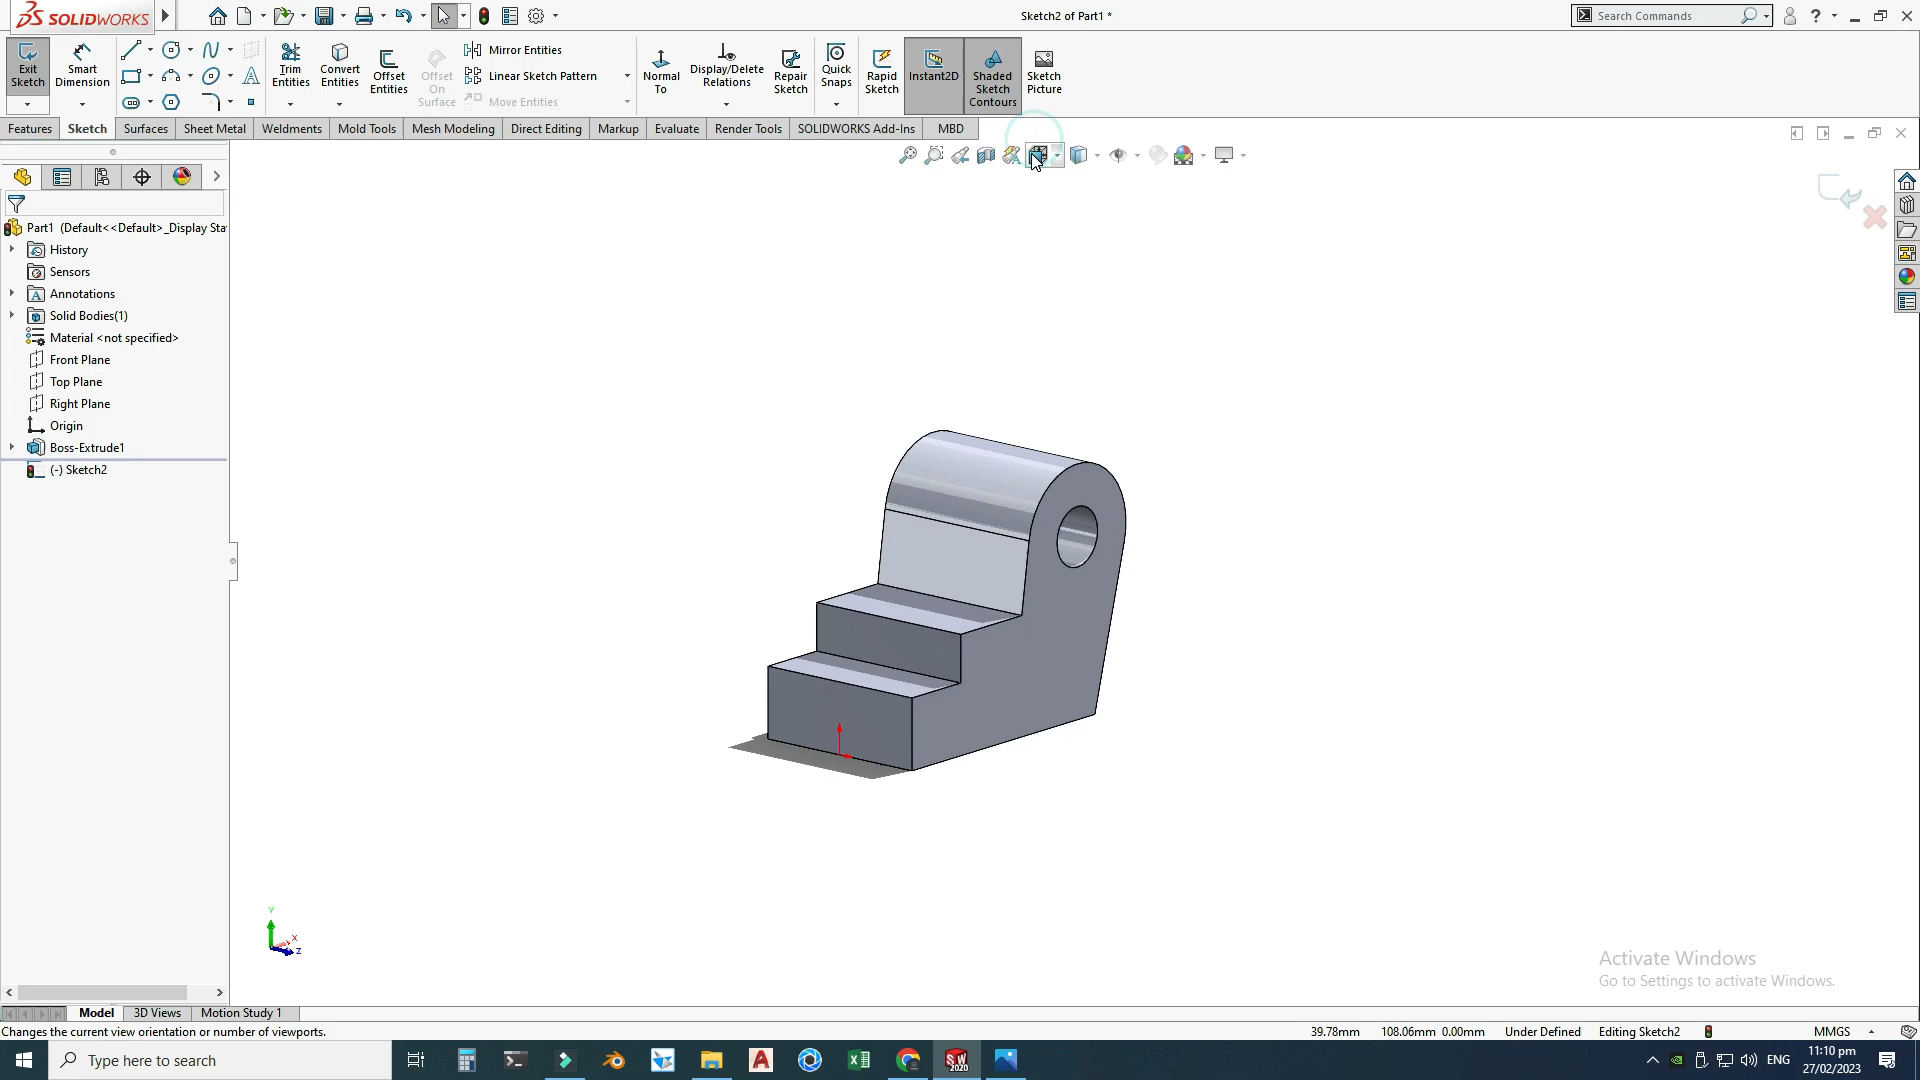 SOLIDWORKS
Sketch2 of Part1 *
Search Commands
Exit Sketch
Smart Dimension
Trim Entities
Convert Entities
Offset Entities
Offset On Surface
Mirror Entities
Linear Sketch Pattern
Move Entities
Normal To
Display/Delete Relations
Repair Sketch
Quick Snaps
Rapid Sketch
Instant2D
Shaded Sketch Contours
Sketch Picture
Features
Sketch
Surfaces
Sheet Metal
Weldments
Mold Tools
Mesh Modeling
Direct Editing
Markup
Evaluate
Render Tools
SOLIDWORKS Add-Ins
MBD
Part1 (Default<<Default>_Display Sta
History
Sensors
Annotations
Solid Bodies(1)
Material <not specified>
Front Plane
Top Plane
Right Plane
Origin
Boss-Extrude1
(-) Sketch2
Y
X
Z
Activate Windows
Go to Settings to activate Windows.
Model
3D Views
Motion Study 1
Changes the current view orientation or number of viewports.
39.78mm
108.06mm 0.00mm
Under Defined
Editing Sketch2
MMGS
Type here to search
SW
2020
ENG
11:10 pm
27/02/2023